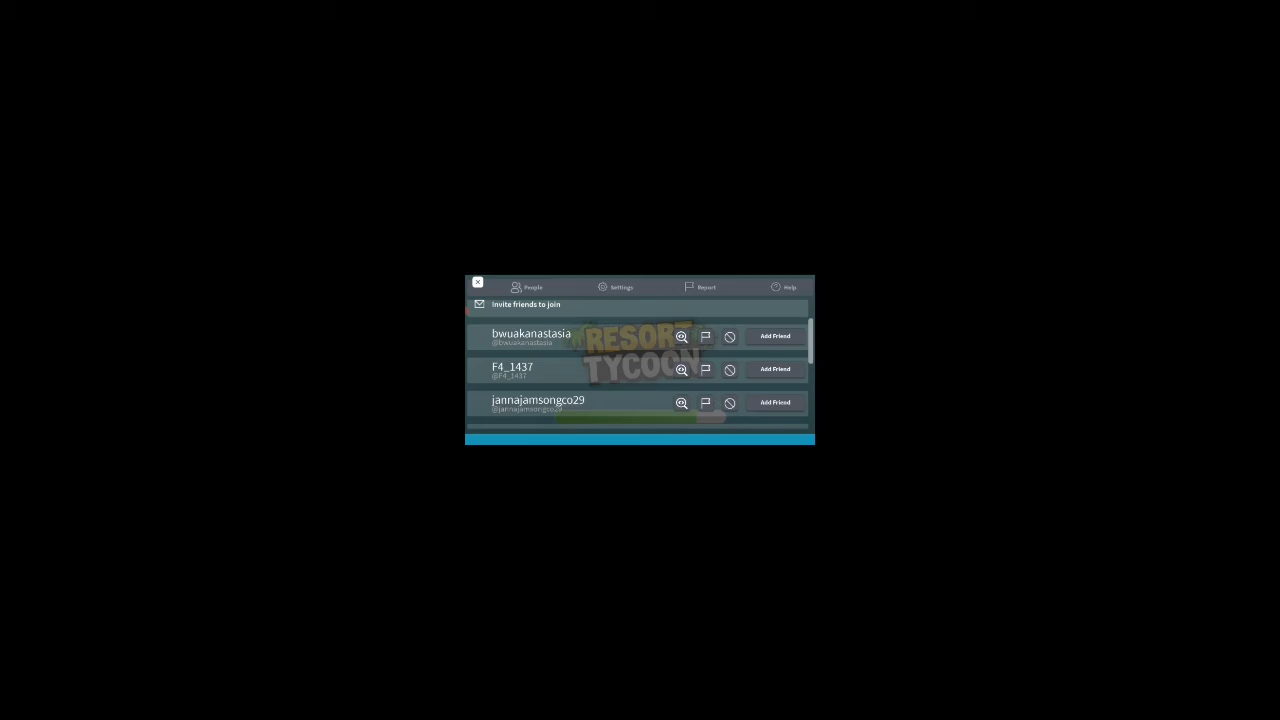 People Settings Report Help
Invite friends to join
RESORT
TYCOON
bwuakanastasia
@bwuakanastasia
Add Friend
F4_1437
@F4_1437
Add Friend
jannajamsongco29
@jannajamsongco29
Add Friend